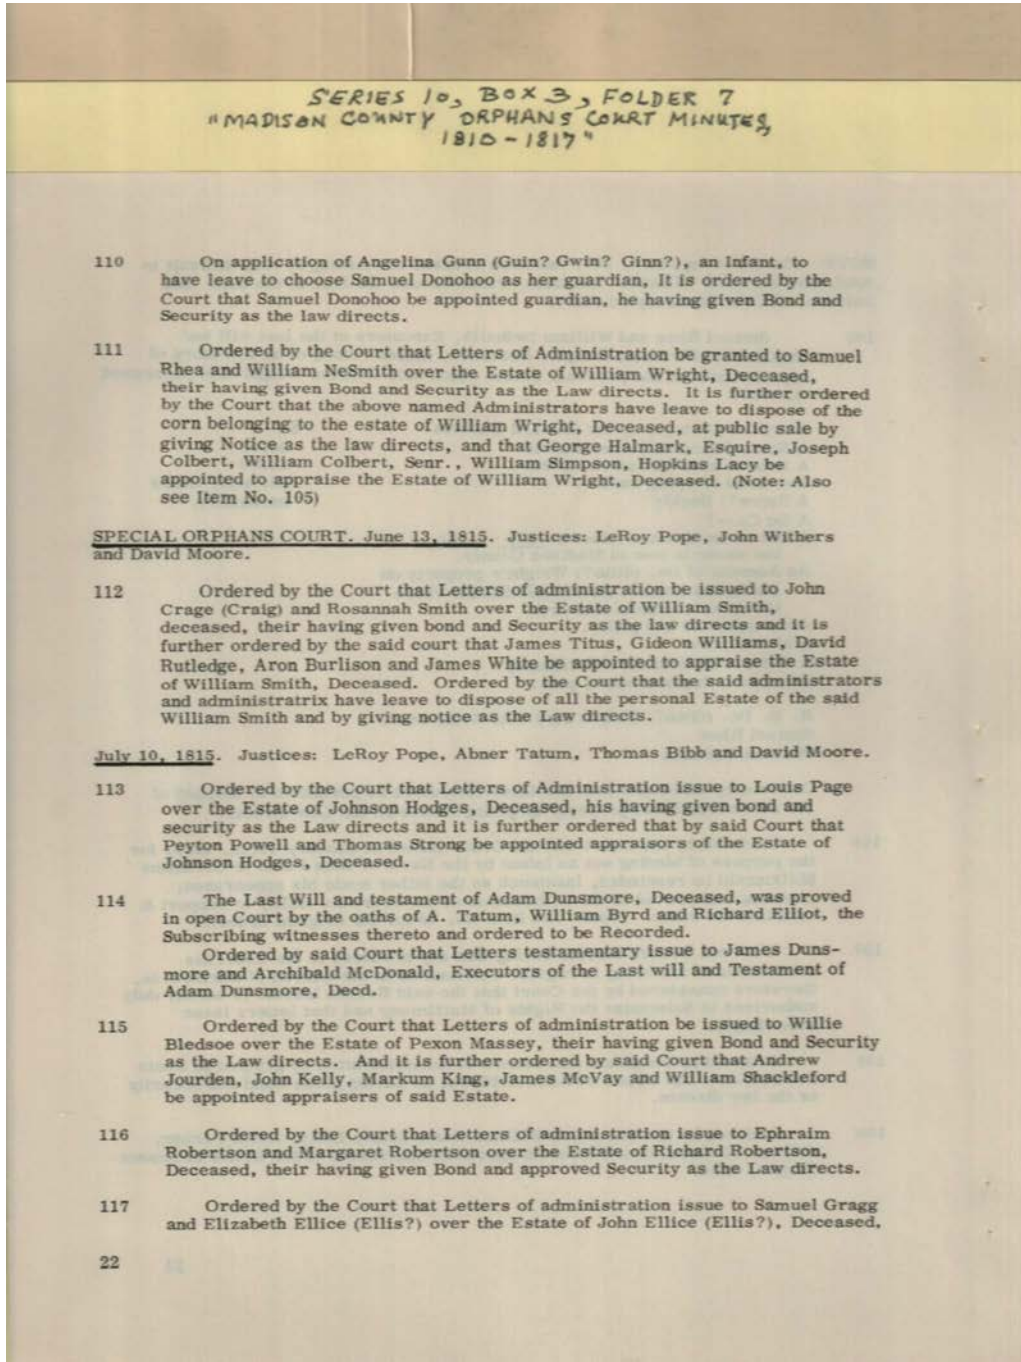 SERIES 10, BOX 3, FOLDER 7
"MADISON COUNTY ORPHANS COURT MINUTES,
1810 - 1817"
110 On application of Angelina Gunn (Guin? Gwin? Ginn?), an Infant, to
have leave to choose Samuel Donohoo as her guardian, It is ordered by the
Court that Samuel Donohoo be appointed guardian, he having given Bond and
Security as the law directs.
111 Ordered by the Court that Letters of Administration be granted to Samuel
Rhea and William NeSmith over the Estate of William Wright, Deceased,
their having given Bond and Security as the Law directs. It is further ordered
by the Court that the above named Administrators have leave to dispose of the
corn belonging to the estate of William Wright, Deceased, at public sale by
giving Notice as the law directs, and that George Halmark, Esquire, Joseph
Colbert, William Colbert, Senr., William Simpson, Hopkins Lacy be
appointed to appraise the Estate of William Wright, Deceased. (Note: Also
see Item No. 105)
SPECIAL ORPHANS COURT. June 13, 1815. Justices: LeRoy Pope, John Withers
and David Moore.
112 Ordered by the Court that Letters of administration be issued to John
Crage (Craig) and Rosannah Smith over the Estate of William Smith,
deceased, their having given bond and Security as the law directs and it is
further ordered by the said court that James Titus, Gideon Williams, David
Rutledge, Aron Burlison and James White be appointed to appraise the Estate
of William Smith, Deceased. Ordered by the Court that the said administrators
and administratrix have leave to dispose of all the personal Estate of the said
William Smith and by giving notice as the Law directs.
July 10, 1815. Justices: LeRoy Pope, Abner Tatum, Thomas Bibb and David Moore.
113 Ordered by the Court that Letters of Administration issue to Louis Page
over the Estate of Johnson Hodges, Deceased, his having given bond and
security as the Law directs and it is further ordered that by said Court that
Peyton Powell and Thomas Strong be appointed appraisors of the Estate of
Johnson Hodges, Deceased.
114 The Last Will and testament of Adam Dunsmore, Deceased, was proved
in open Court by the oaths of A. Tatum, William Byrd and Richard Elliot, the
Subscribing witnesses thereto and ordered to be Recorded.
Ordered by said Court that Letters testamentary issue to James Duns-
more and Archibald McDonald, Executors of the Last will and Testament of
Adam Dunsmore, Decd.
115 Ordered by the Court that Letters of administration be issued to Willie
Bledsoe over the Estate of Pexon Massey, their having given Bond and Security
as the Law directs. And it is further ordered by said Court that Andrew
Jourden, John Kelly, Markum King, James McVay and William Shackleford
be appointed appraisers of said Estate.
116 Ordered by the Court that Letters of administration issue to Ephraim
Robertson and Margaret Robertson over the Estate of Richard Robertson,
Deceased, their having given Bond and approved Security as the Law directs.
117 Ordered by the Court that Letters of administration issue to Samuel Gragg
and Elizabeth Ellice (Ellis?) over the Estate of John Ellice (Ellis?), Deceased,
22